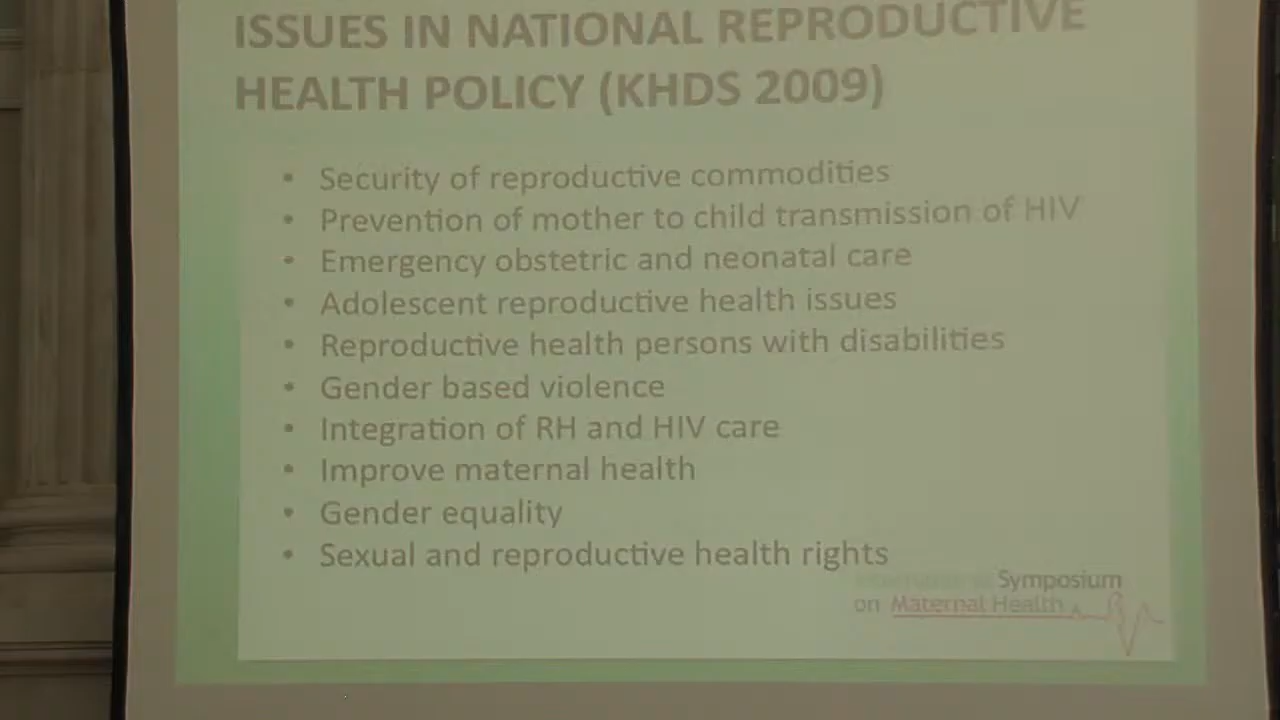 ISSUES IN NATIONAL REPRODUCTIVE
HEALTH POLICY (KHDS 2009)
• Security of reproductive commodities
• Prevention of mother to child transmission of HIV
• Emergency obstetric and neonatal care
• Adolescent reproductive health issues
• Reproductive health persons with disabilities
• Gender based violence
• Integration of RH and HIV care
• Improve maternal health
• Gender equality
• Sexual and reproductive health rights
Symposium
on Maternal Health